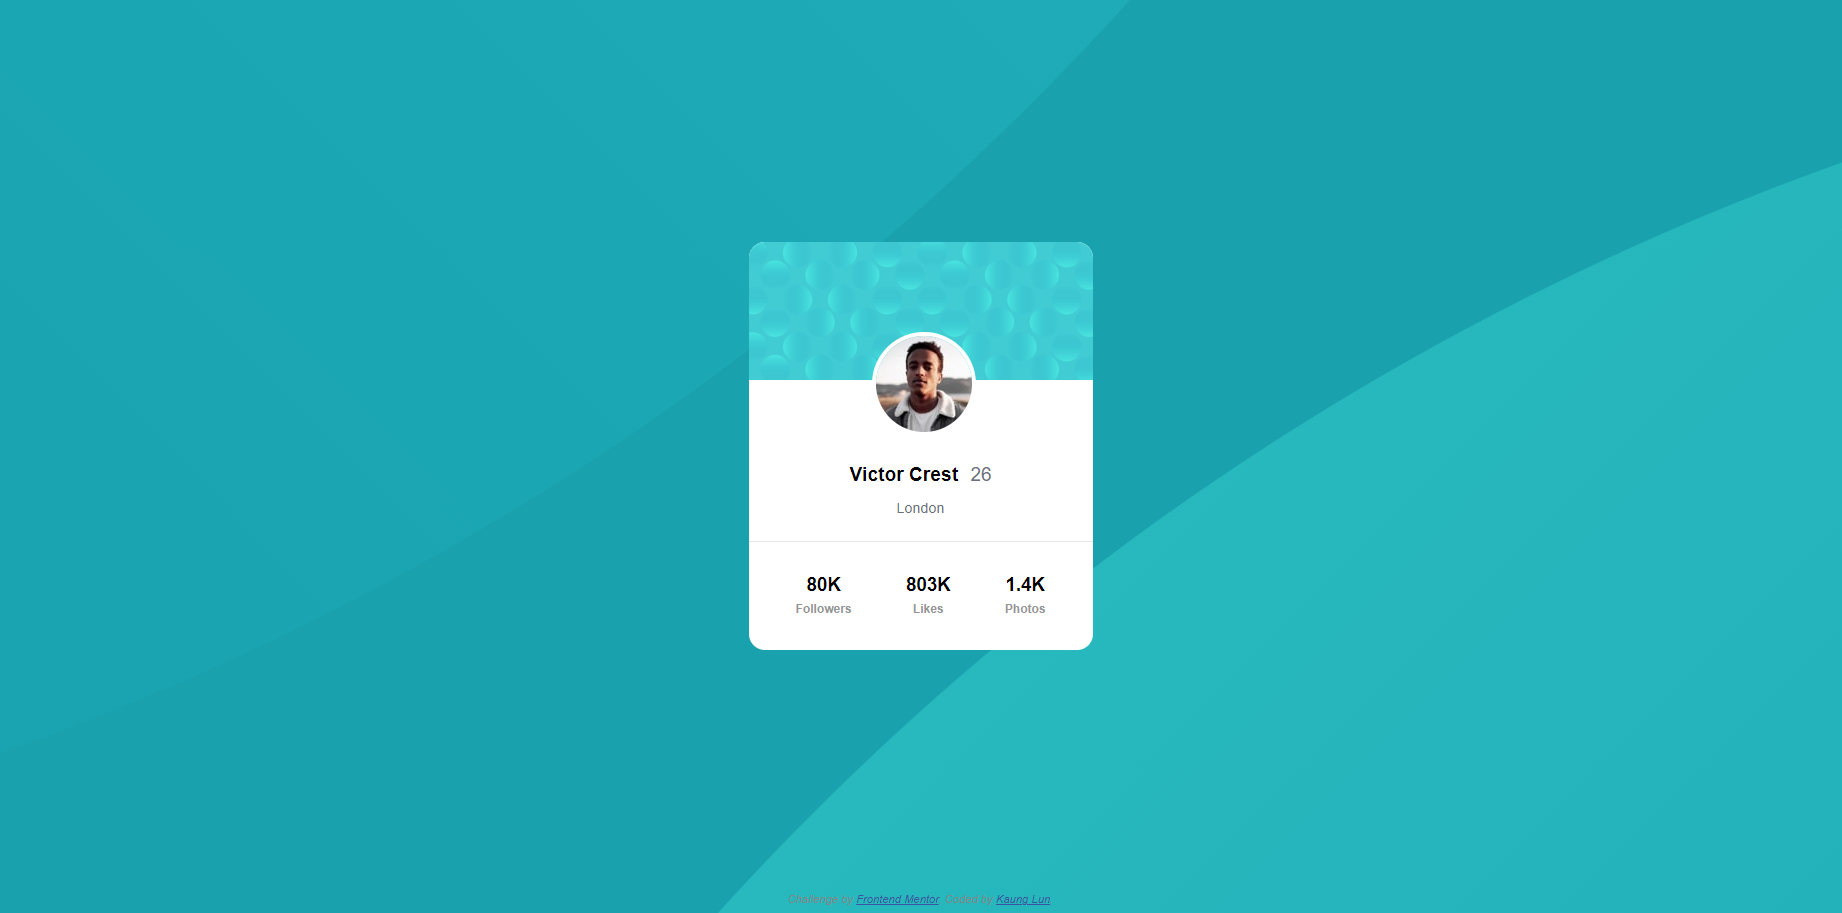 Victor Crest 26
London
80K 803K 1.4K
Followers Likes Photos
Challenge by Frontend Mentor. Coded by Kaung Lun